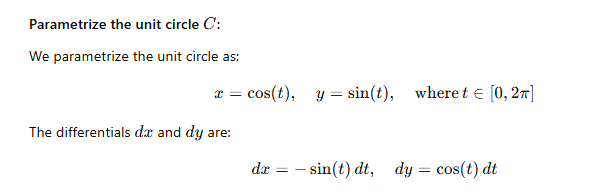 Parametrize the unit circle C:
We parametrize the unit circle as:
x = cos(t), y = sin(t), where t ∈ [0, 2π]
The differentials dx and dy are:
dx = − sin(t) dt, dy = cos(t) dt